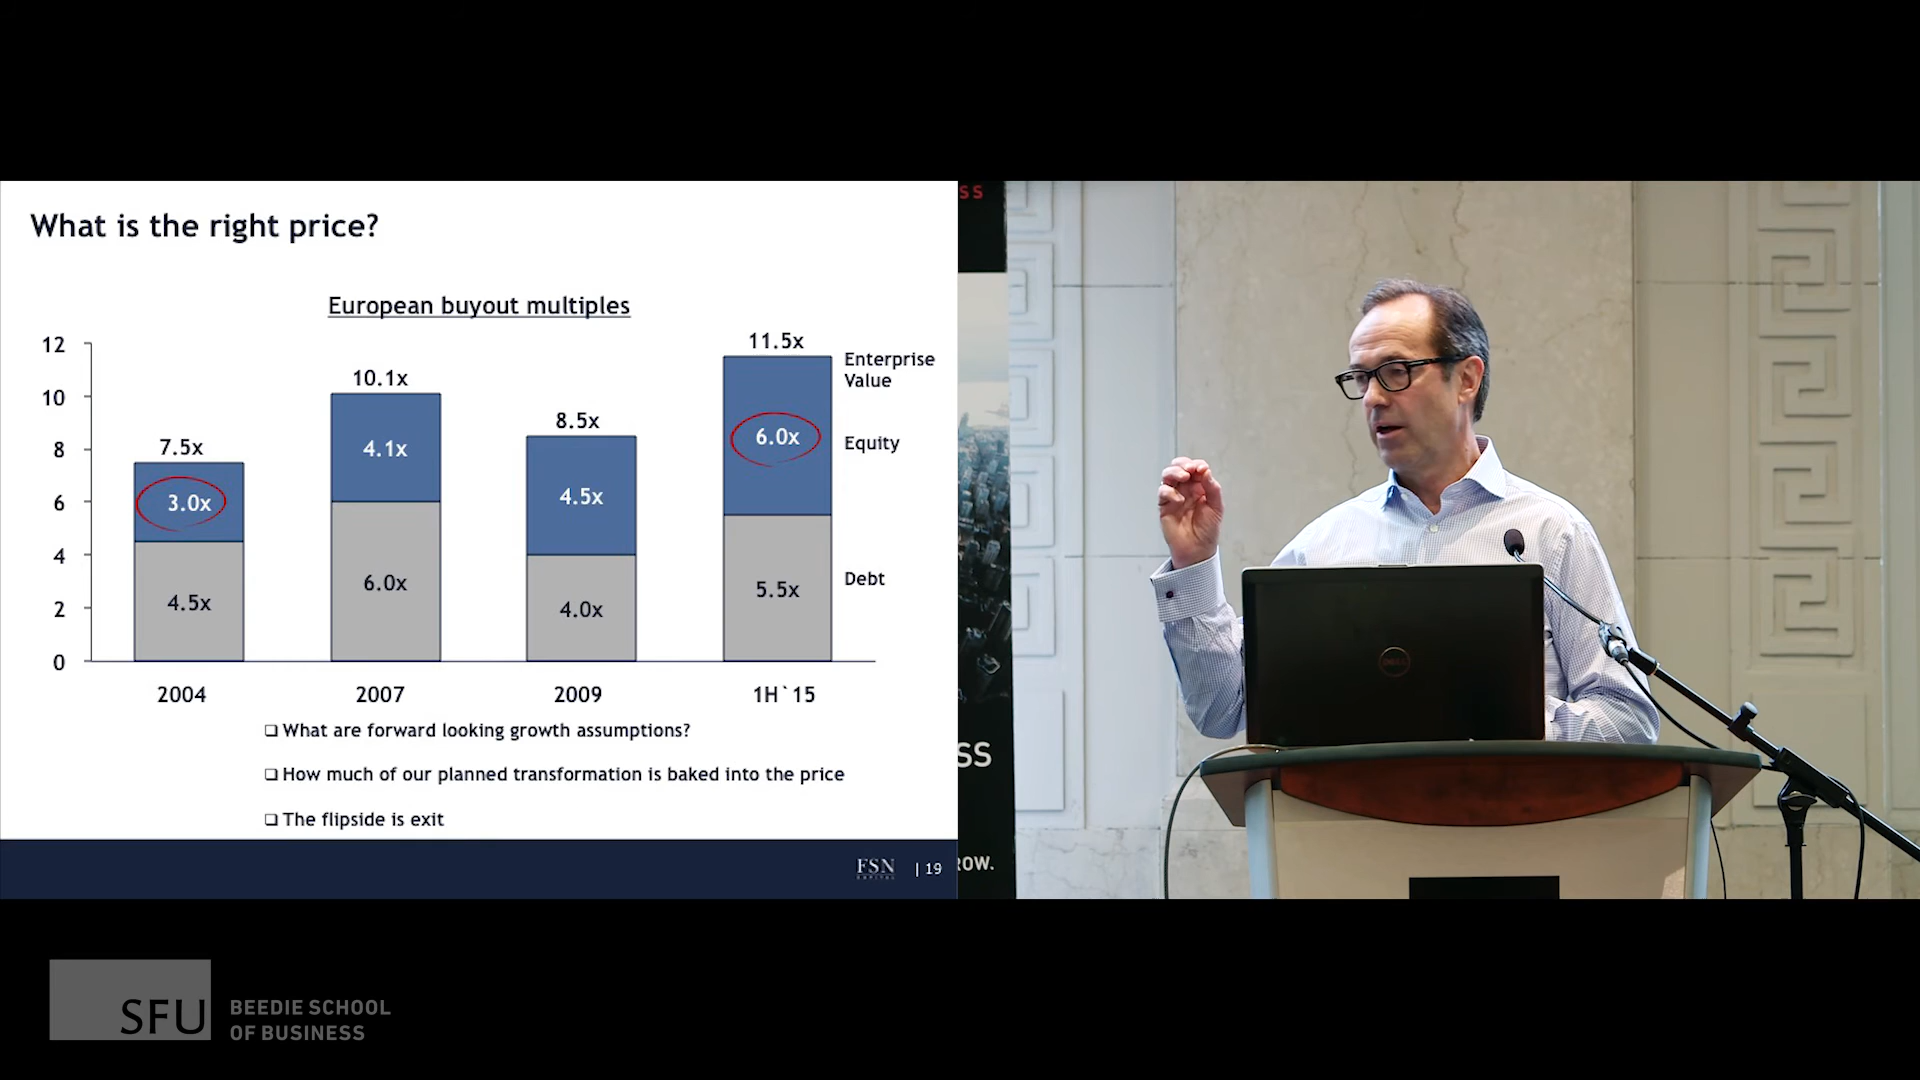 What is the right price?
European buyout multiples
12
10
8
6
4
2
0
7.5x
3.0x
4.5x
10.1x
4.1x
6.0x
8.5x
4.5x
4.0x
11.5x
6.0x
5.5x
Enterprise
Value
Equity
Debt
2004
2007
2009
1H`15
❑ What are forward looking growth assumptions?
❑ How much of our planned transformation is baked into the price
❑ The flipside is exit
FSN
CAPITAL
| 19
SS
SS
ROW.
DELL
SFU
BEEDIE SCHOOL
OF BUSINESS